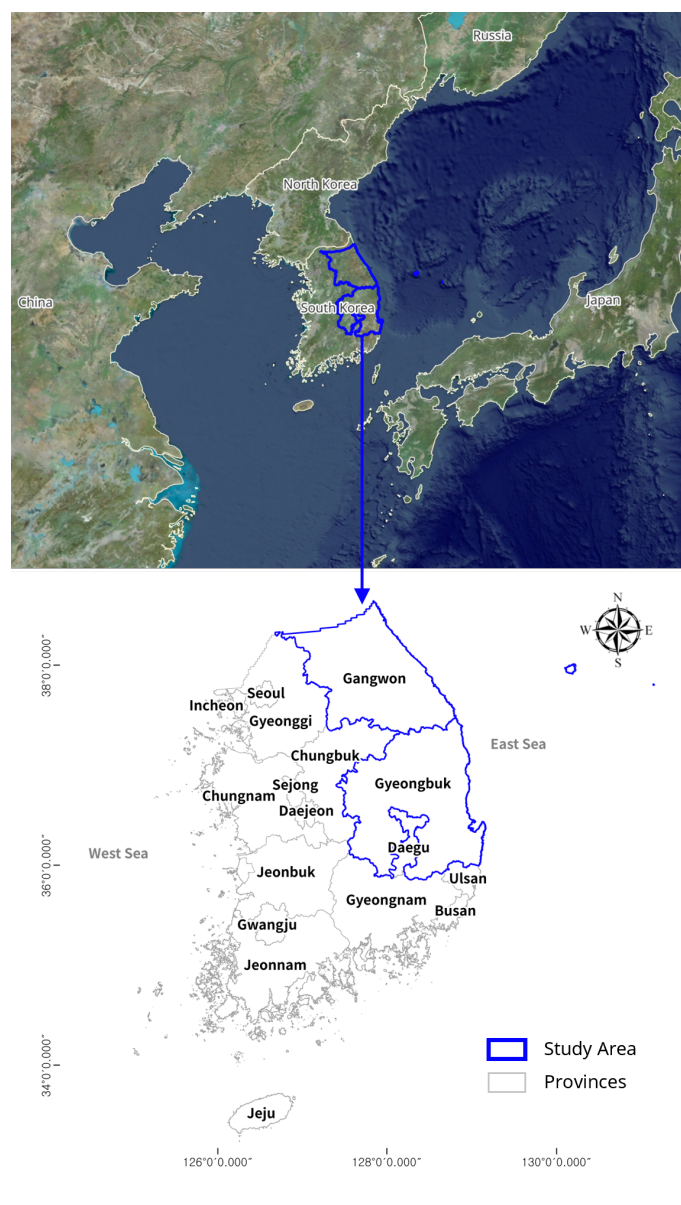 Russia
North Korea
China
South Korea
Japan
N
W
E
S
38°0'0.000"
Gangwon
Seoul
Incheon
Gyeonggi
East Sea
Chungbuk
Sejong
Gyeongbuk
Chungnam
Daejeon
West Sea
Daegu
36°0'0.000"
Jeonbuk
Ulsan
Gyeongnam
Busan
Gwangju
Jeonnam
Study Area
34°0'0.000"
Provinces
Jeju
126°0'0.000"
128°0'0.000"
130°0'0.000"